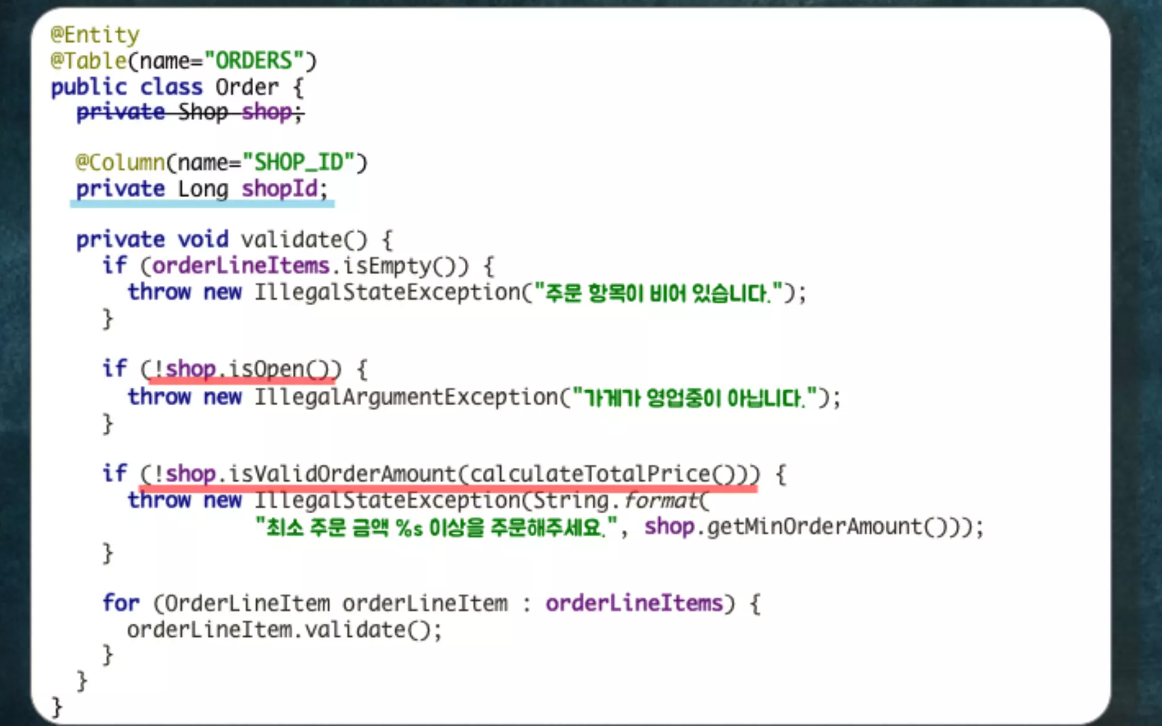 @Entity
@Table(name="ORDERS")
public class Order {
private Shop shop;
@Column(name="SHOP_ID")
private Long shopId;
private void validate() {
if (orderLineItems.isEmpty()) {
throw new IllegalStateException("주문 항목이 비어 있습니다.");
}
if (!shop.isOpen()) {
throw new IllegalArgumentException("가게가 영업중이 아닙니다.");
}
if (!shop.isValidOrderAmount(calculateTotalPrice())) {
throw new IllegalStateException(String.format(
"최소 주문 금액 %s 이상을 주문해주세요.", shop.getMinOrderAmount()));
}
for (OrderLineItem orderLineItem : orderLineItems) {
orderLineItem.validate();
}
}
}